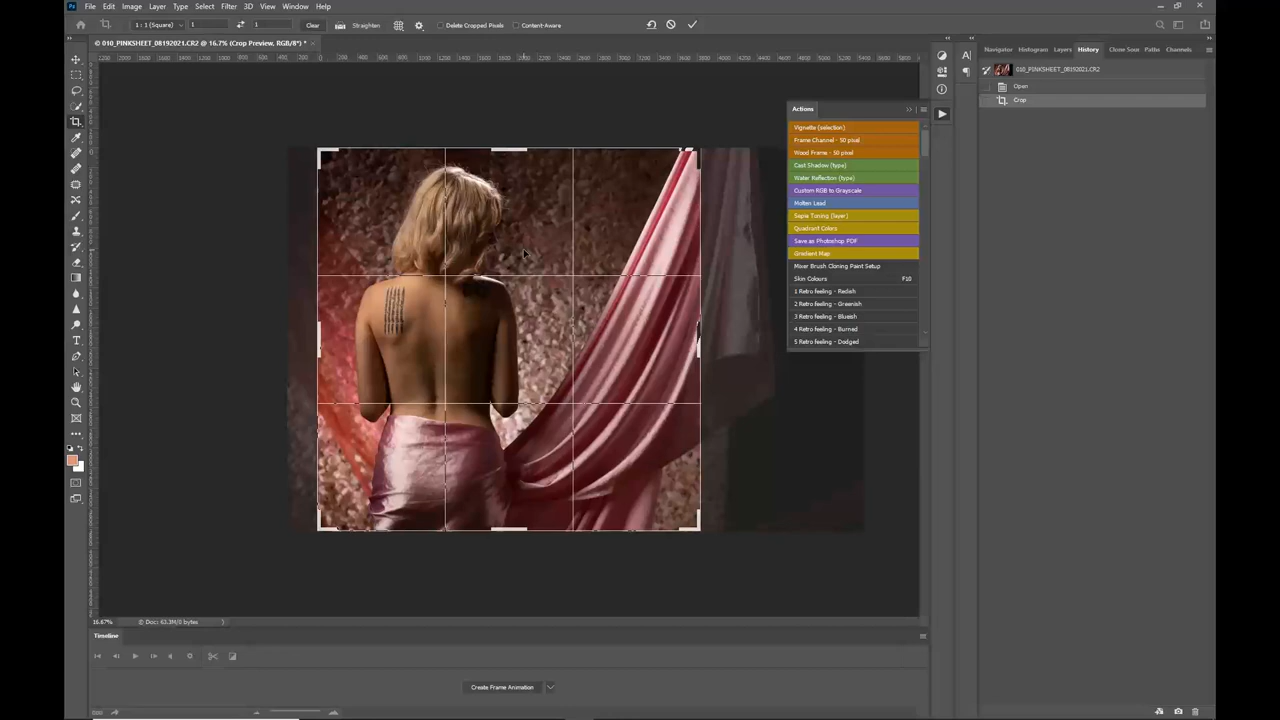 Ps File Edit Image Layer Type Select Filter 3D View Window Help
1 : 1 (Square) 1 1 Clear Straighten Delete Cropped Pixels Content-Aware
© 010_PINKSHEET_08192021.CR2 @ 16.7% (Crop Preview, RGB/8*) *
Navigator Histogram Layers History Clone Sour Paths Channels
010_PINKSHEET_08192021.CR2
Open
Crop
Actions
Vignette (selection)
Frame Channel - 50 pixel
Wood Frame - 50 pixel
Cast Shadow (type)
Water Reflection (type)
Custom RGB to Grayscale
Molten Lead
Sepia Toning (layer)
Quadrant Colors
Save as Photoshop PDF
Gradient Map
Mixer Brush Cloning Paint Setup
Skin Colours F10
1 Retro feeling - Redish
2 Retro feeling - Greenish
3 Retro feeling - Blueish
4 Retro feeling - Burned
5 Retro feeling - Dodged
16.67% Doc: 63.3M/0 bytes
Timeline
Create Frame Animation